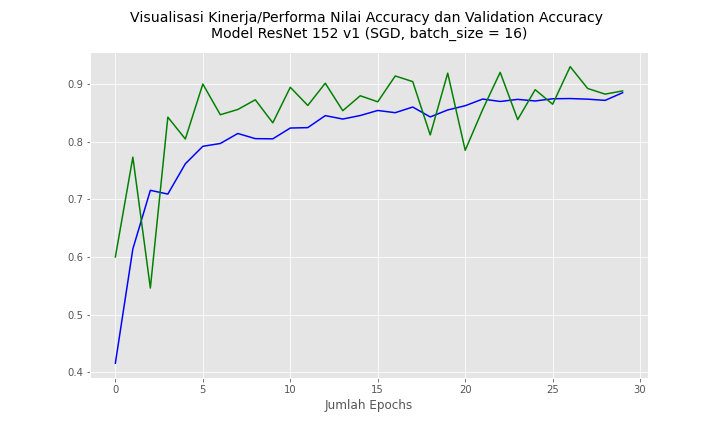 Visualisasi Kinerja/Performa Nilai Accuracy dan Validation Accuracy
Model ResNet 152 v1 (SGD, batch_size = 16)
0.9
0.8
0.7
0.6
0.5
0.4
0 5 10 15 20 25 30
Jumlah Epochs